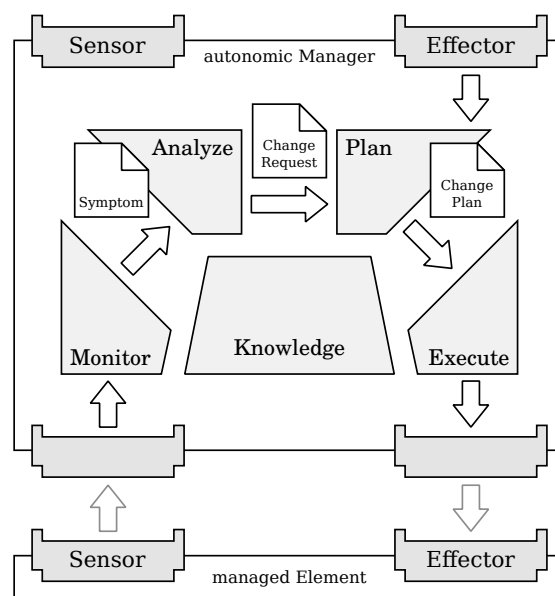 Sensor
Effector
autonomic Manager
Analyze
Change
Request
Plan
Symptom
Change
Plan
Monitor
Knowledge
Execute
Sensor
Effector
managed Element